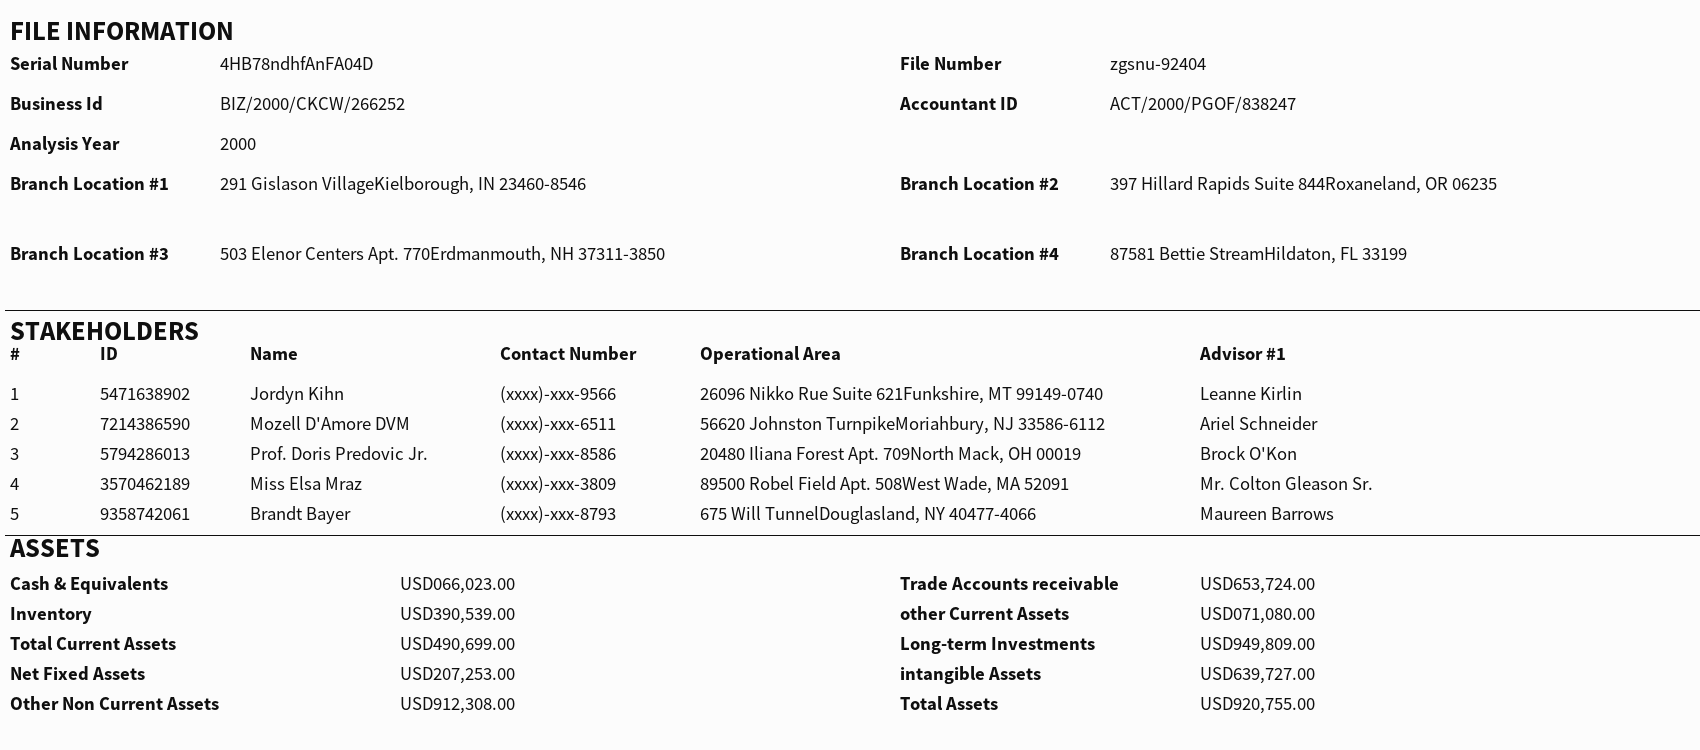 FILE INFORMATION
Serial Number 4HB78ndhfAnFA04D File Number zgsnu-92404
Business Id BIZ/2000/CKCW/266252 Accountant ID ACT/2000/PGOF/838247
Analysis Year 2000
Branch Location #1 291 Gislason VillageKielborough, IN 23460-8546 Branch Location #2 397 Hillard Rapids Suite 844Roxaneland, OR 06235
Branch Location #3 503 Elenor Centers Apt. 770Erdmanmouth, NH 37311-3850 Branch Location #4 87581 Bettie StreamHildaton, FL 33199
STAKEHOLDERS
# ID Name Contact Number Operational Area Advisor #1
1 5471638902 Jordyn Kihn (xxxx)-xxx-9566 26096 Nikko Rue Suite 621Funkshire, MT 99149-0740 Leanne Kirlin
2 7214386590 Mozell D'Amore DVM (xxxx)-xxx-6511 56620 Johnston TurnpikeMoriahbury, NJ 33586-6112 Ariel Schneider
3 5794286013 Prof. Doris Predovic Jr. (xxxx)-xxx-8586 20480 Iliana Forest Apt. 709North Mack, OH 00019 Brock O'Kon
4 3570462189 Miss Elsa Mraz (xxxx)-xxx-3809 89500 Robel Field Apt. 508West Wade, MA 52091 Mr. Colton Gleason Sr.
5 9358742061 Brandt Bayer (xxxx)-xxx-8793 675 Will TunnelDouglasland, NY 40477-4066 Maureen Barrows
ASSETS
Cash & Equivalents USD066,023.00 Trade Accounts receivable USD653,724.00
Inventory USD390,539.00 other Current Assets USD071,080.00
Total Current Assets USD490,699.00 Long-term Investments USD949,809.00
Net Fixed Assets USD207,253.00 intangible Assets USD639,727.00
Other Non Current Assets USD912,308.00 Total Assets USD920,755.00